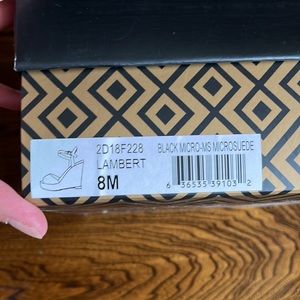 2D18F228
LAMBERT
8M
BLACK MICRO-MS MICROSUEDE
6 36535 39103 2